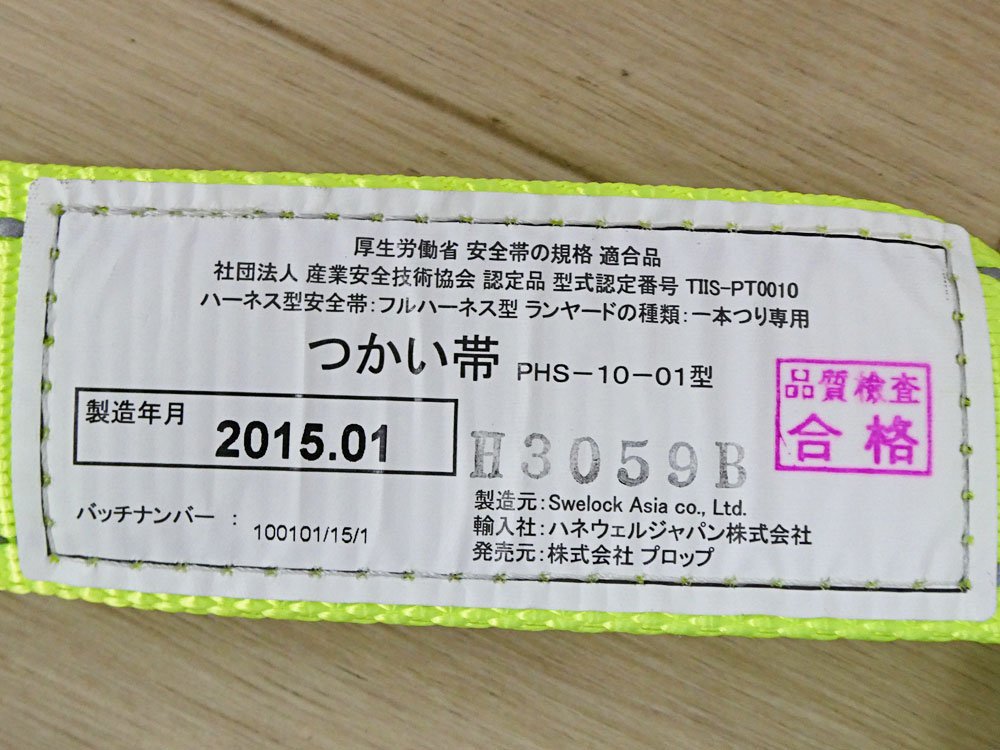 厚生労働省 安全帯の規格 適合品
社団法人 産業安全技術協会 認定品 型式認定番号 TIIS-PT0010
ハーネス型安全帯：フルハーネス型 ランヤードの種類：一本つり専用
つかい帯 PHS－10－01型
製造年月 2015.01
H3059B
品質検査
合格
バッチナンバー ： 100101/15/1
製造元：Swelock Asia co., Ltd.
輸入社：ハネウェルジャパン株式会社
発売元：株式会社 プロップ